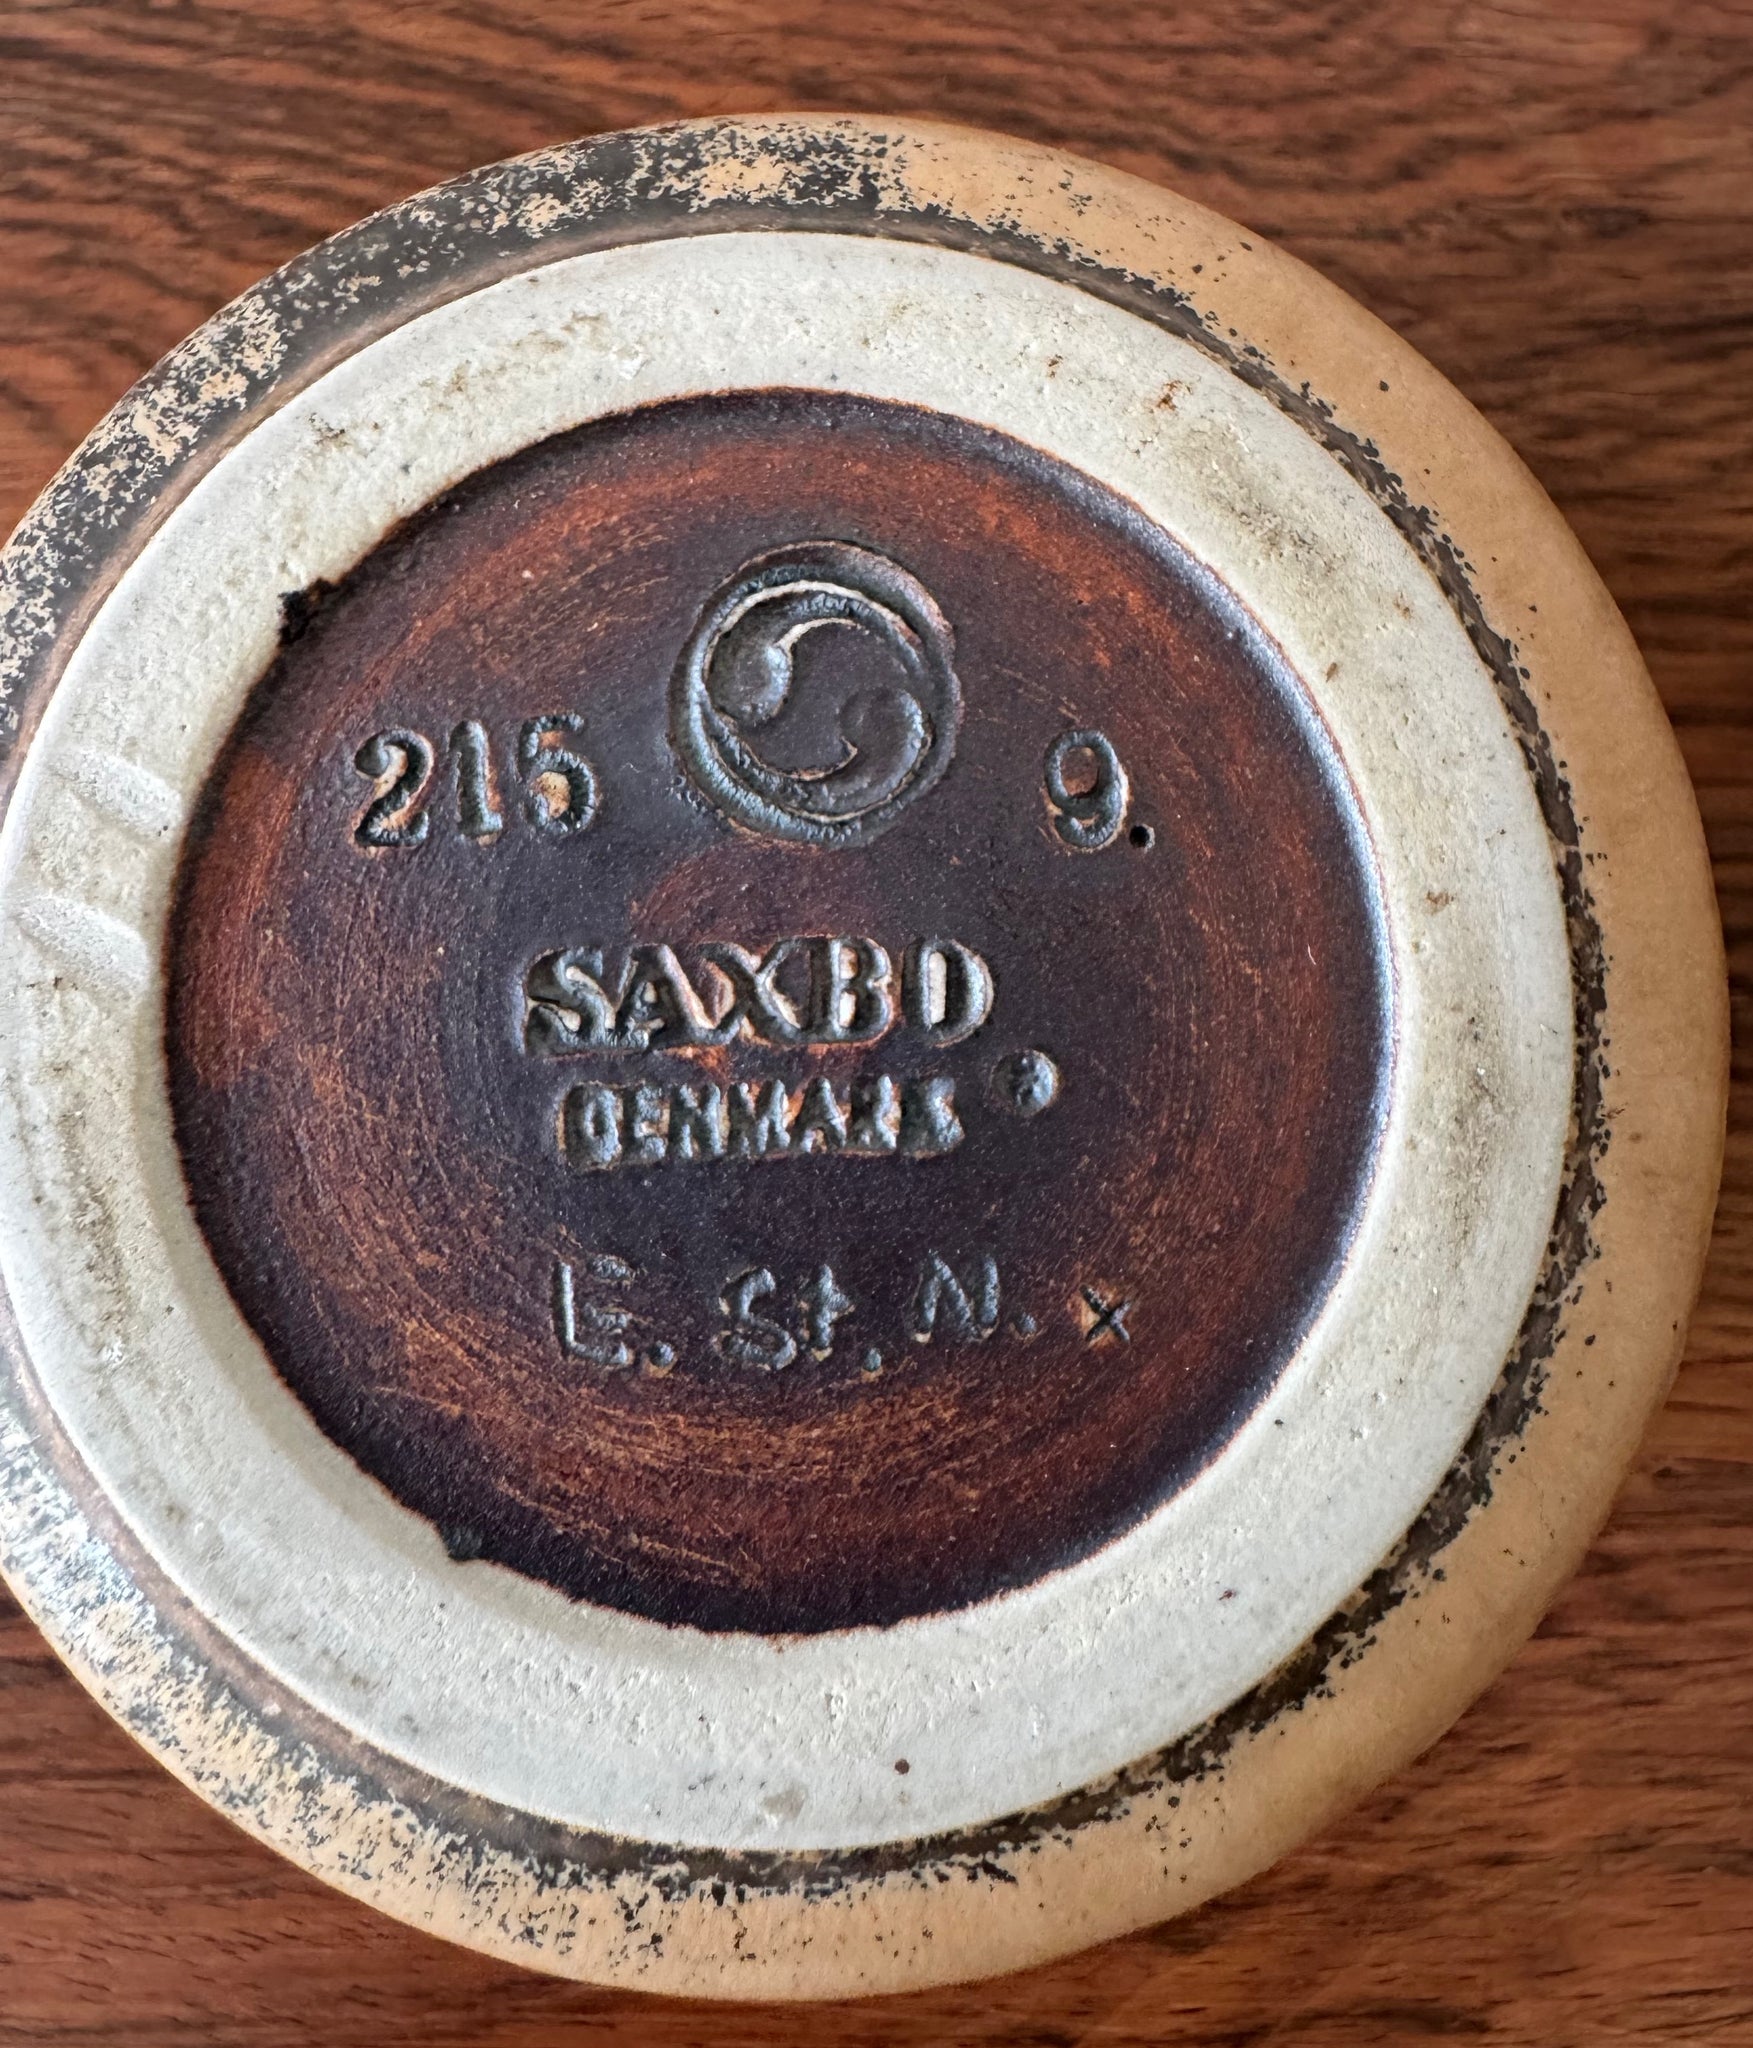 215 9.
SAXBO
DENMARK
E. St. N. x